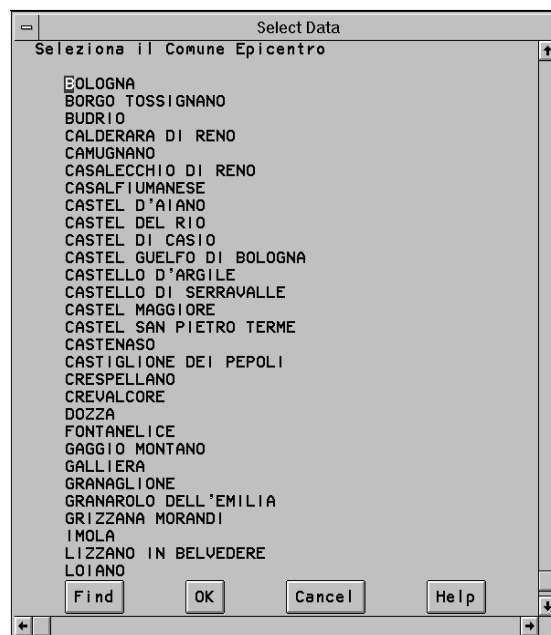 Select Data
Seleziona il Comune Epicentro
BOLOGNA
BORGO TOSSIGNANO
BUDRIO
CALDERARA DI RENO
CAMUGNANO
CASALECCHIO DI RENO
CASALFIUMANESE
CASTEL D'AIANO
CASTEL DEL RIO
CASTEL DI CASIO
CASTEL GUELFO DI BOLOGNA
CASTELLO D'ARGILE
CASTELLO DI SERRAVALLE
CASTEL MAGGIORE
CASTEL SAN PIETRO TERME
CASTENASO
CASTIGLIONE DEI PEPOLI
CRESPELLANO
CREVALCORE
DOZZA
FONTANELICE
GAGGIO MONTANO
GALLIERA
GRANAGLIONE
GRANAROLO DELL'EMILIA
GRIZZANA MORANDI
IMOLA
LIZZANO IN BELVEDERE
LOIANO
Find OK Cancel Help